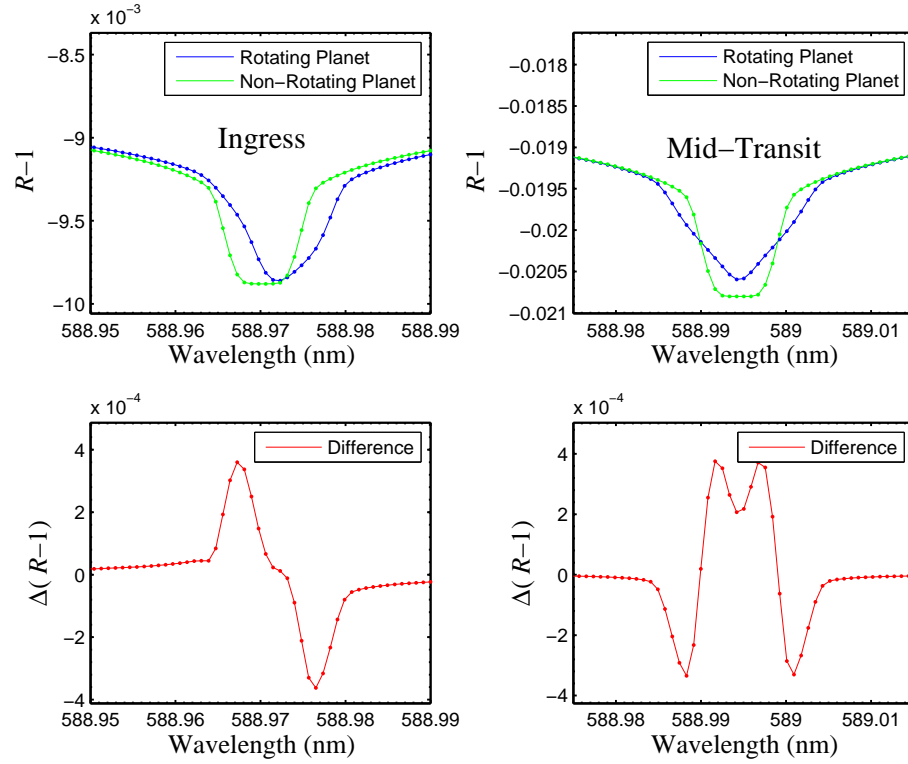 x 10⁻³
−8.5
−9
−9.5
−10
R−1
Rotating Planet
Non−Rotating Planet
Ingress
588.95 588.96 588.97 588.98 588.99
Wavelength (nm)
−0.018
−0.0185
−0.019
−0.0195
−0.02
−0.0205
−0.021
R−1
Rotating Planet
Non−Rotating Planet
Mid−Transit
588.98 588.99 589 589.01
Wavelength (nm)
x 10⁻⁴
4
2
0
−2
−4
Δ( R−1)
Difference
588.95 588.96 588.97 588.98 588.99
Wavelength (nm)
x 10⁻⁴
4
2
0
−2
−4
Δ( R−1)
Difference
588.98 588.99 589 589.01
Wavelength (nm)